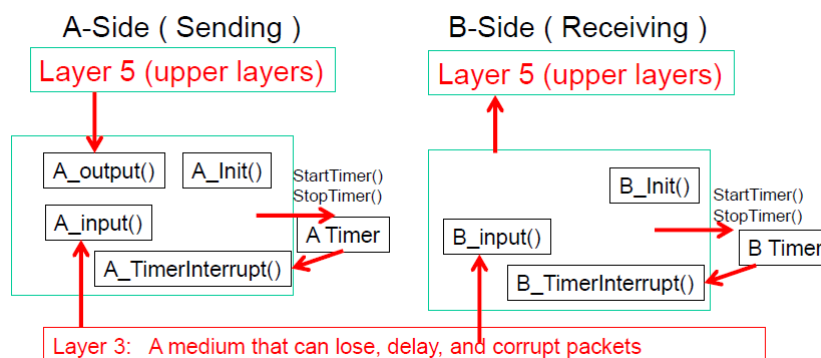 A-Side ( Sending )
B-Side ( Receiving )
Layer 5 (upper layers)
Layer 5 (upper layers)
A_output()
A_Init()
StartTimer()
StopTimer()
A_input()
A Timer
A_TimerInterrupt()
B_Init()
StartTimer()
StopTimer()
B_input()
B Timer
B_TimerInterrupt()
Layer 3: A medium that can lose, delay, and corrupt packets